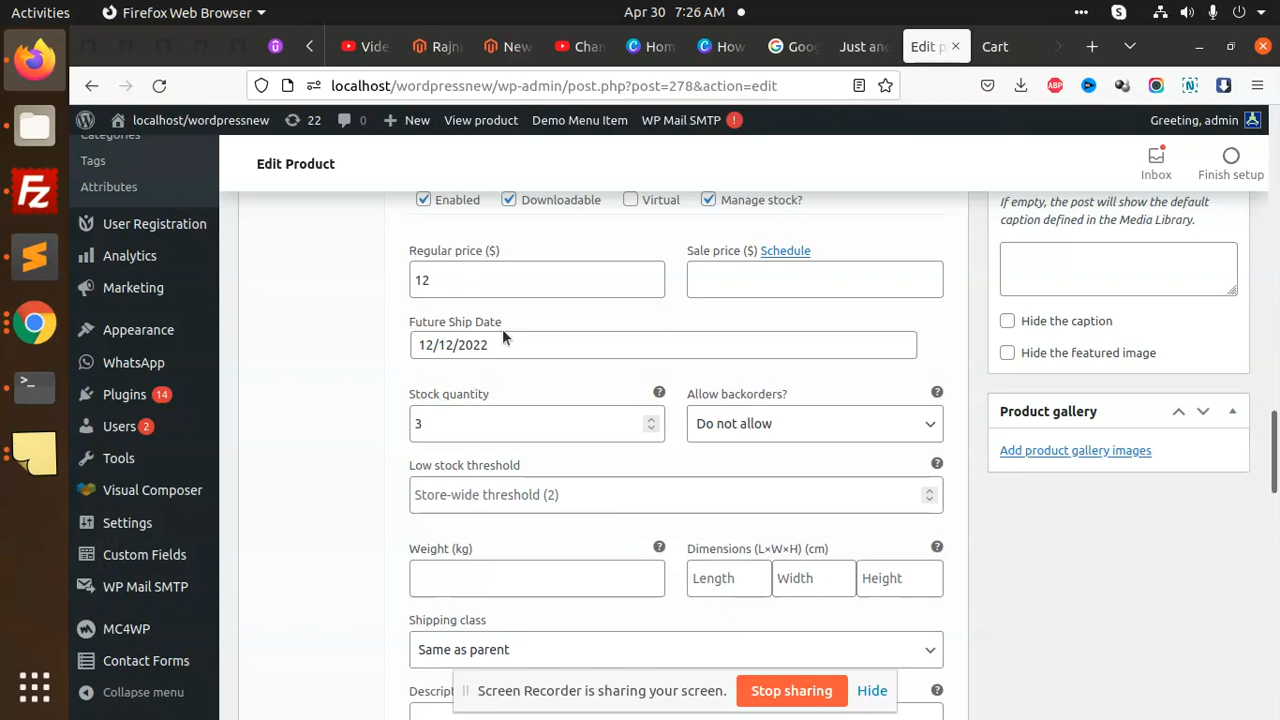 Activities
Firefox Web Browser
Apr 30 7:26 AM
Vide
Rajni
New
Chan
Hom
How
Goo
Just an
Edit p
Cart
localhost/wordpressnew/wp-admin/post.php?post=278&action=edit
ABP
localhost/wordpressnew
22
0
New
View product
Demo Menu Item
WP Mail SMTP
!
Greeting, admin
Categories
Tags
Attributes
User Registration
Analytics
Marketing
Appearance
WhatsApp
Plugins 14
Users 2
Tools
Visual Composer
Settings
Custom Fields
WP Mail SMTP
MC4WP
Contact Forms
Collapse menu
Edit Product
Inbox
Finish setup
Enabled
Downloadable
Virtual
Manage stock?
Regular price ($)
Sale price ($) Schedule
12
Future Ship Date
12/12/2022
Stock quantity
Allow backorders?
3
Do not allow
Low stock threshold
Store-wide threshold (2)
Weight (kg)
Dimensions (L×W×H) (cm)
Length
Width
Height
Shipping class
Same as parent
Descript
If empty, the post will show the default
caption defined in the Media Library.
Hide the caption
Hide the featured image
Product gallery
Add product gallery images
Screen Recorder is sharing your screen.
Stop sharing
Hide